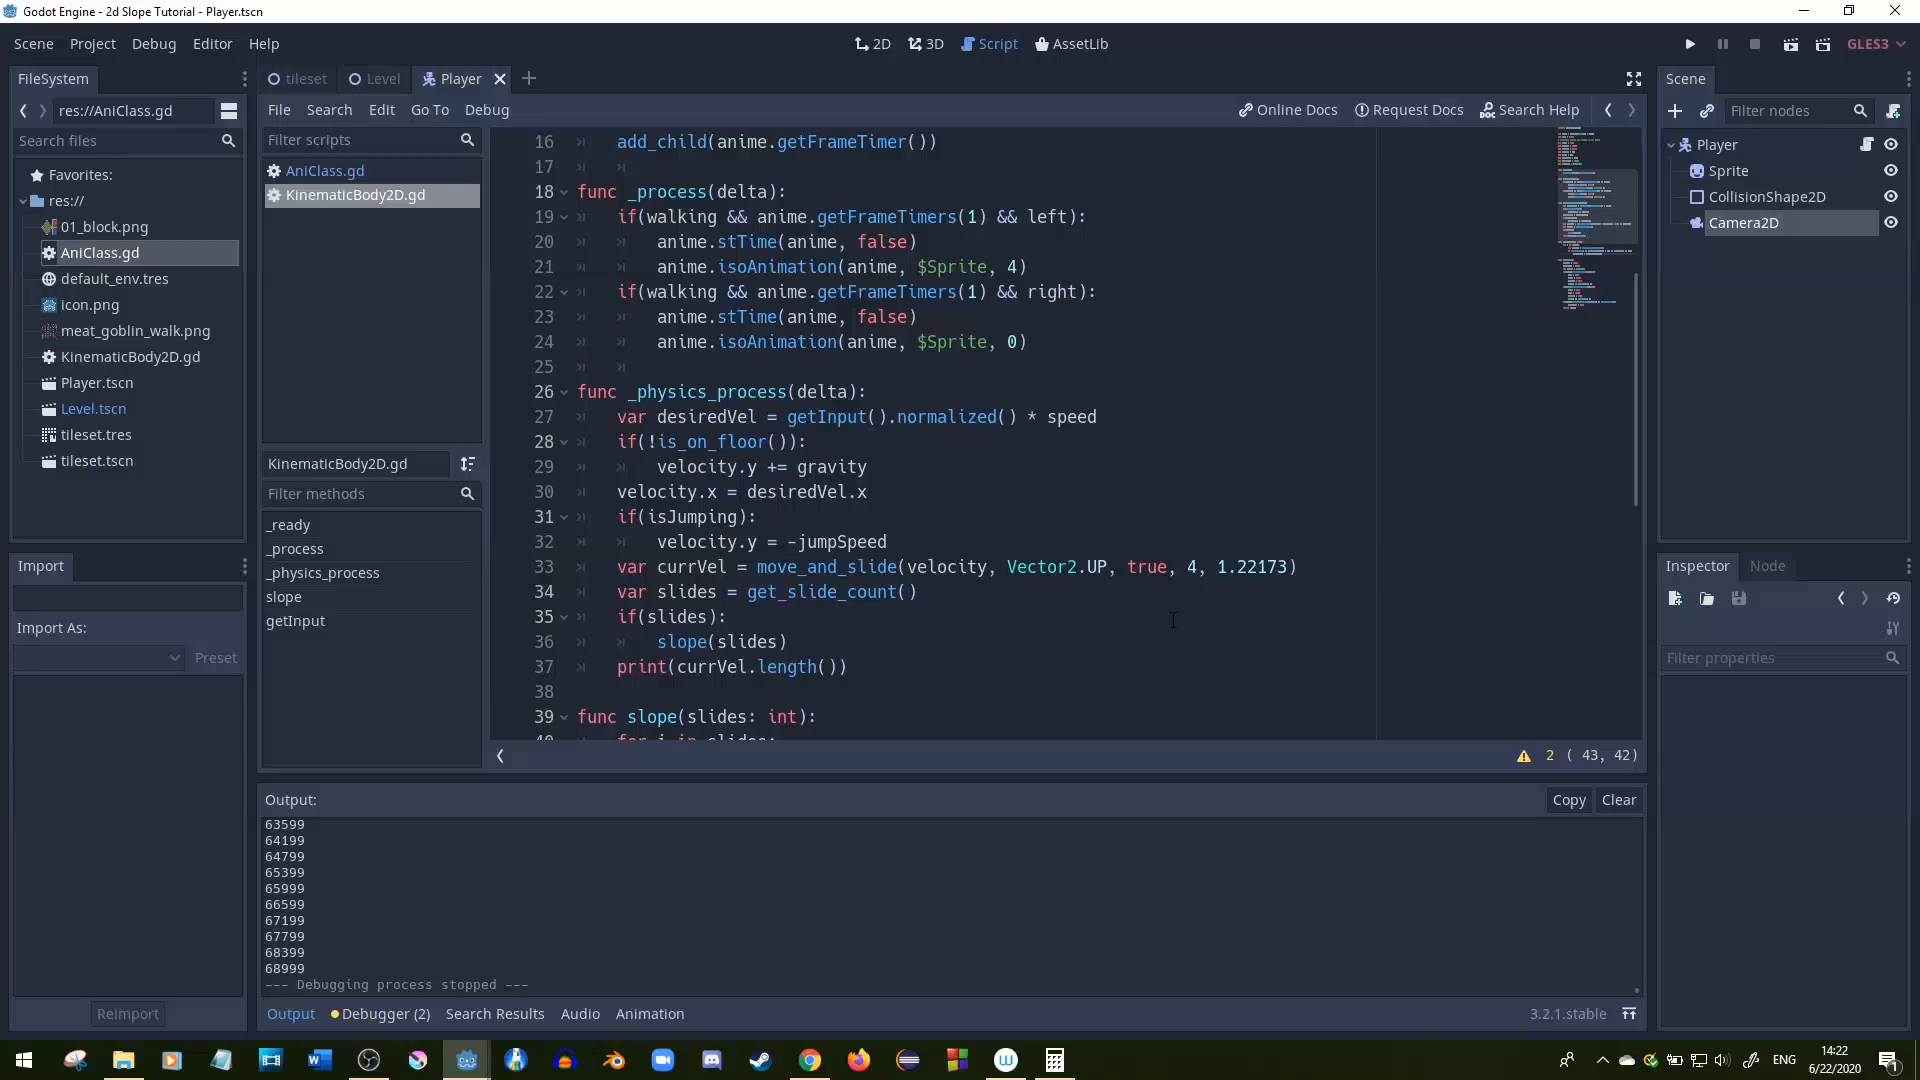 Godot Engine - 2d Slope Tutorial - Player.tscn
Scene Project Debug Editor Help
2D 3D Script AssetLib
GLES3
FileSystem
res://AniClass.gd
Search files
Favorites:
res://
01_block.png
AniClass.gd
default_env.tres
icon.png
meat_goblin_walk.png
KinematicBody2D.gd
Player.tscn
Level.tscn
tileset.tres
tileset.tscn
Import
Import As:
Preset
Reimport
tileset Level Player
File Search Edit Go To Debug
Online Docs Request Docs Search Help
Filter scripts
AniClass.gd
KinematicBody2D.gd
KinematicBody2D.gd
Filter methods
_ready
_process
_physics_process
slope
getInput
16 add_child(anime.getFrameTimer())
17
18 func _process(delta):
19 if(walking && anime.getFrameTimers(1) && left):
20 anime.stTime(anime, false)
21 anime.isoAnimation(anime, $Sprite, 4)
22 if(walking && anime.getFrameTimers(1) && right):
23 anime.stTime(anime, false)
24 anime.isoAnimation(anime, $Sprite, 0)
25
26 func _physics_process(delta):
27 var desiredVel = getInput().normalized() * speed
28 if(!is_on_floor()):
29 velocity.y += gravity
30 velocity.x = desiredVel.x
31 if(isJumping):
32 velocity.y = -jumpSpeed
33 var currVel = move_and_slide(velocity, Vector2.UP, true, 4, 1.22173)
34 var slides = get_slide_count()
35 if(slides):
36 slope(slides)
37 print(currVel.length())
38
39 func slope(slides: int):
40 for i in slides:
2 ( 43, 42)
Output:
Copy Clear
63599
64199
64799
65399
65999
66599
67199
67799
68399
68999
--- Debugging process stopped ---
Output Debugger (2) Search Results Audio Animation
3.2.1.stable
Scene
Filter nodes
Player
Sprite
CollisionShape2D
Camera2D
Inspector Node
Filter properties
ENG
14:22
6/22/2020
1